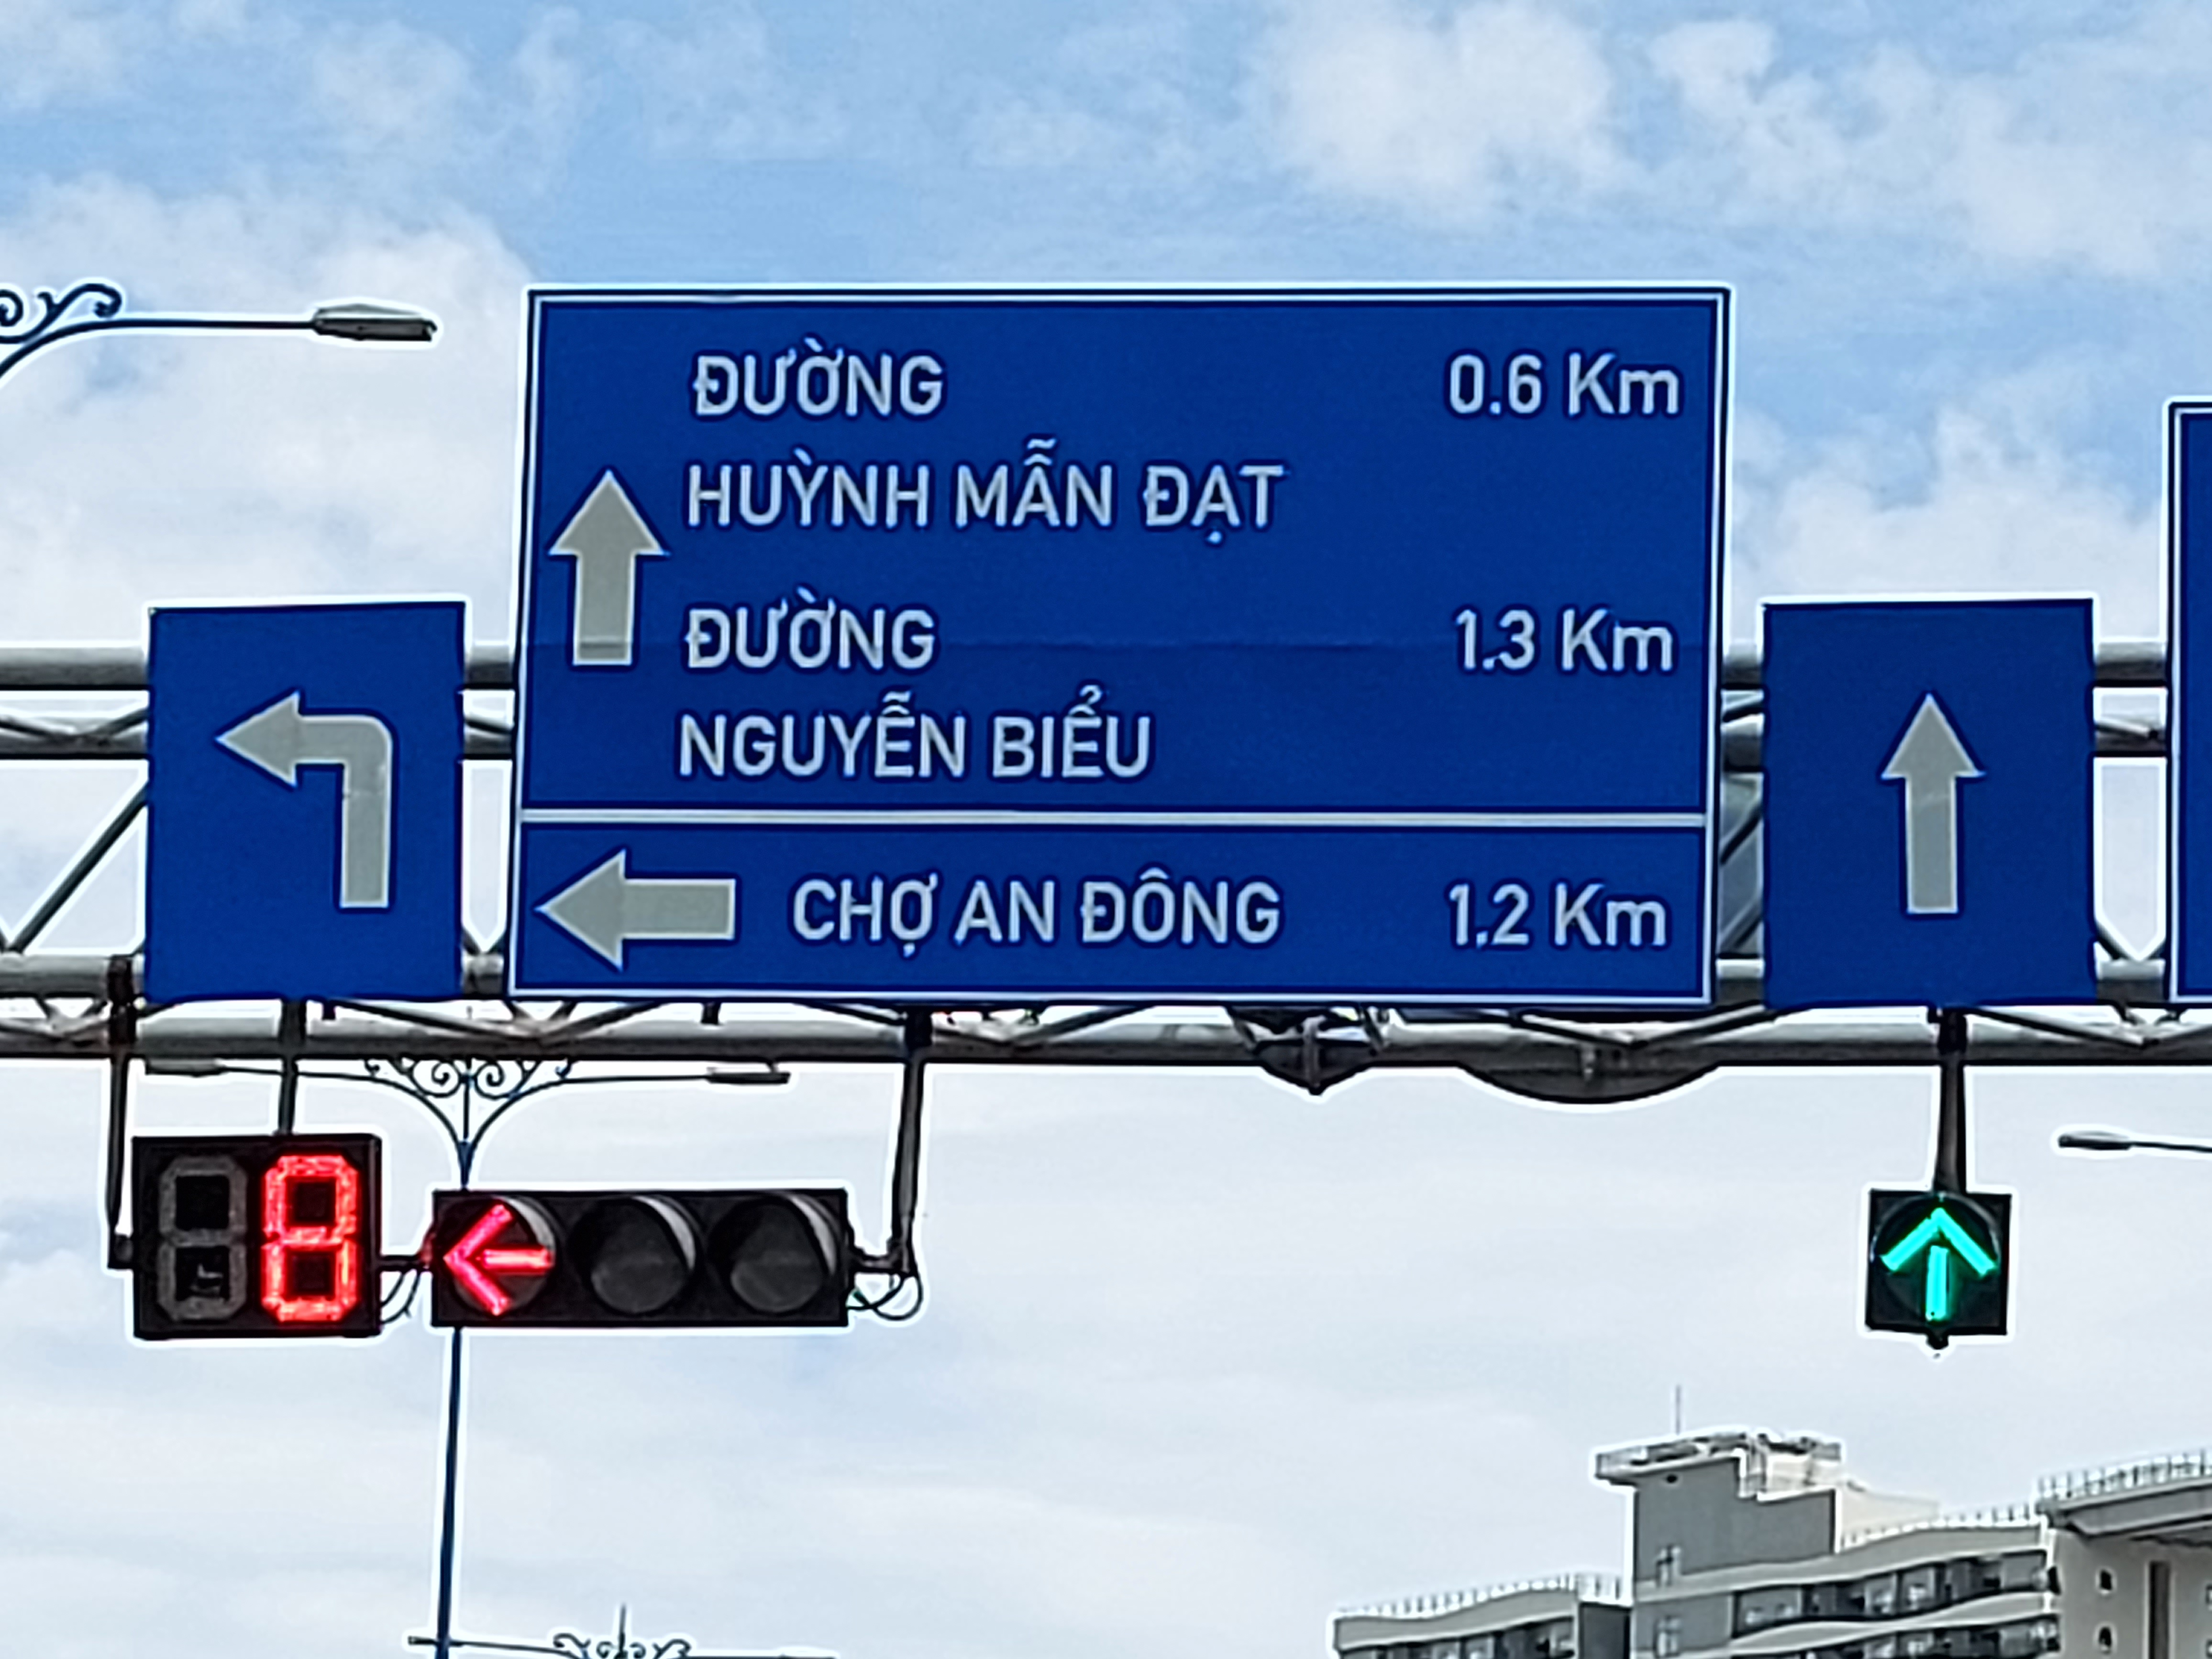 ĐƯỜNG 0.6 Km
HUỲNH MẪN ĐẠT
ĐƯỜNG 1.3 Km
NGUYỄN BIỂU
CHỢ AN ĐÔNG 1.2 Km
8